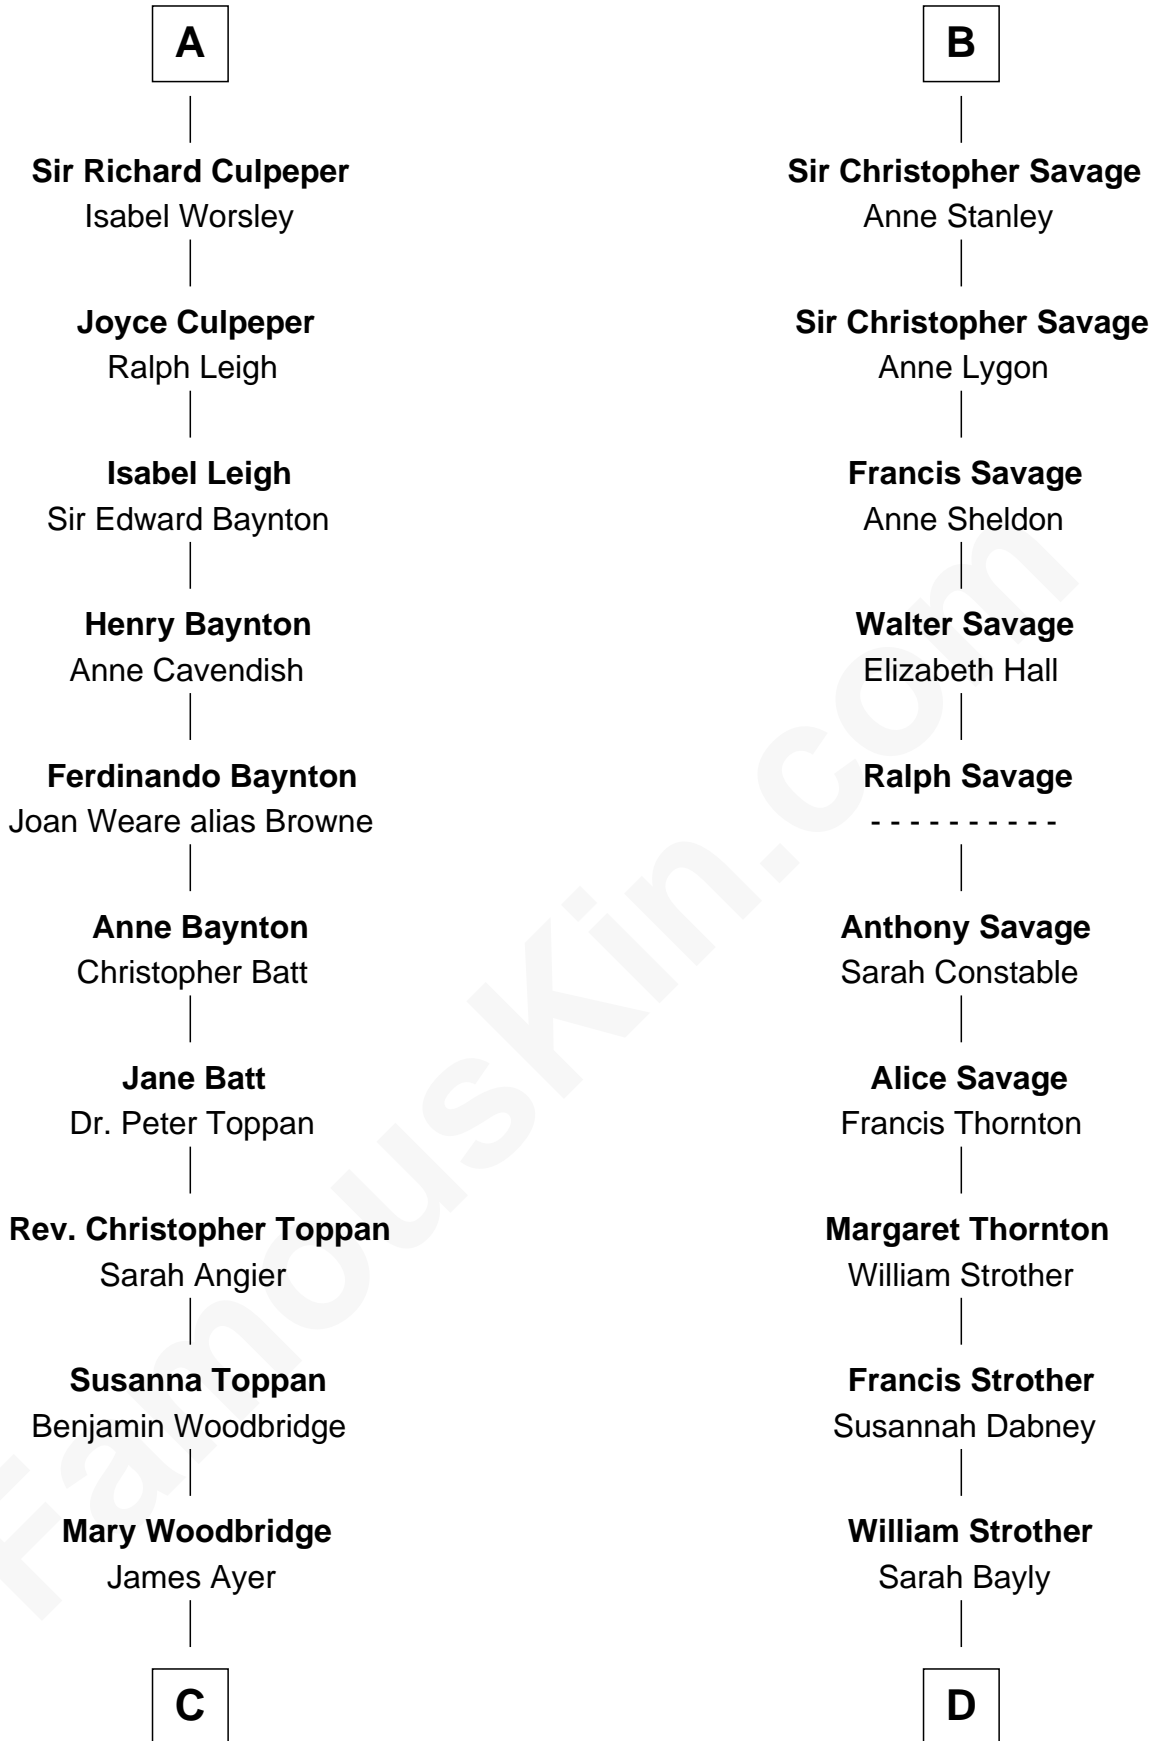 A
Sir Richard Culpeper
Isabel Worsley
Joyce Culpeper
Ralph Leigh
Isabel Leigh
Sir Edward Baynton
Henry Baynton
Anne Cavendish
Ferdinando Baynton
Joan Weare alias Browne
Anne Baynton
Christopher Batt
Jane Batt
Dr. Peter Toppan
Rev. Christopher Toppan
Sarah Angier
Susanna Toppan
Benjamin Woodbridge
Mary Woodbridge
James Ayer
C
B
Sir Christopher Savage
Anne Stanley
Sir Christopher Savage
Anne Lygon
Francis Savage
Anne Sheldon
Walter Savage
Elizabeth Hall
Ralph Savage
- - - - - - - - - -
Anthony Savage
Sarah Constable
Alice Savage
Francis Thornton
Margaret Thornton
William Strother
Francis Strother
Susannah Dabney
William Strother
Sarah Bayly
D
FamousKin.com